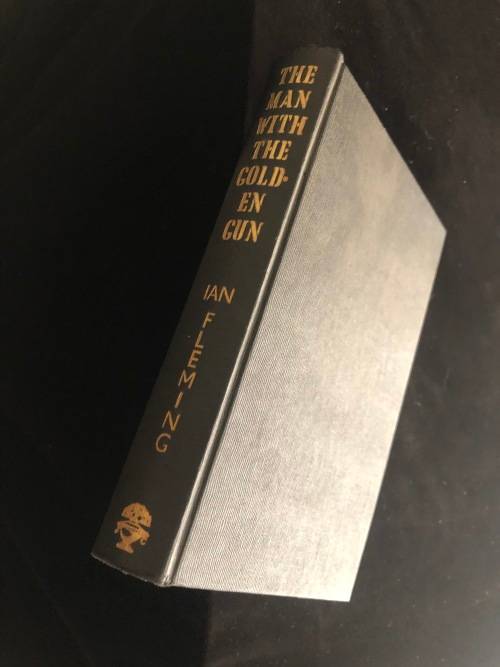 THE
MAN
WITH
THE
GOLD-
EN
GUN
IAN
FLEMING